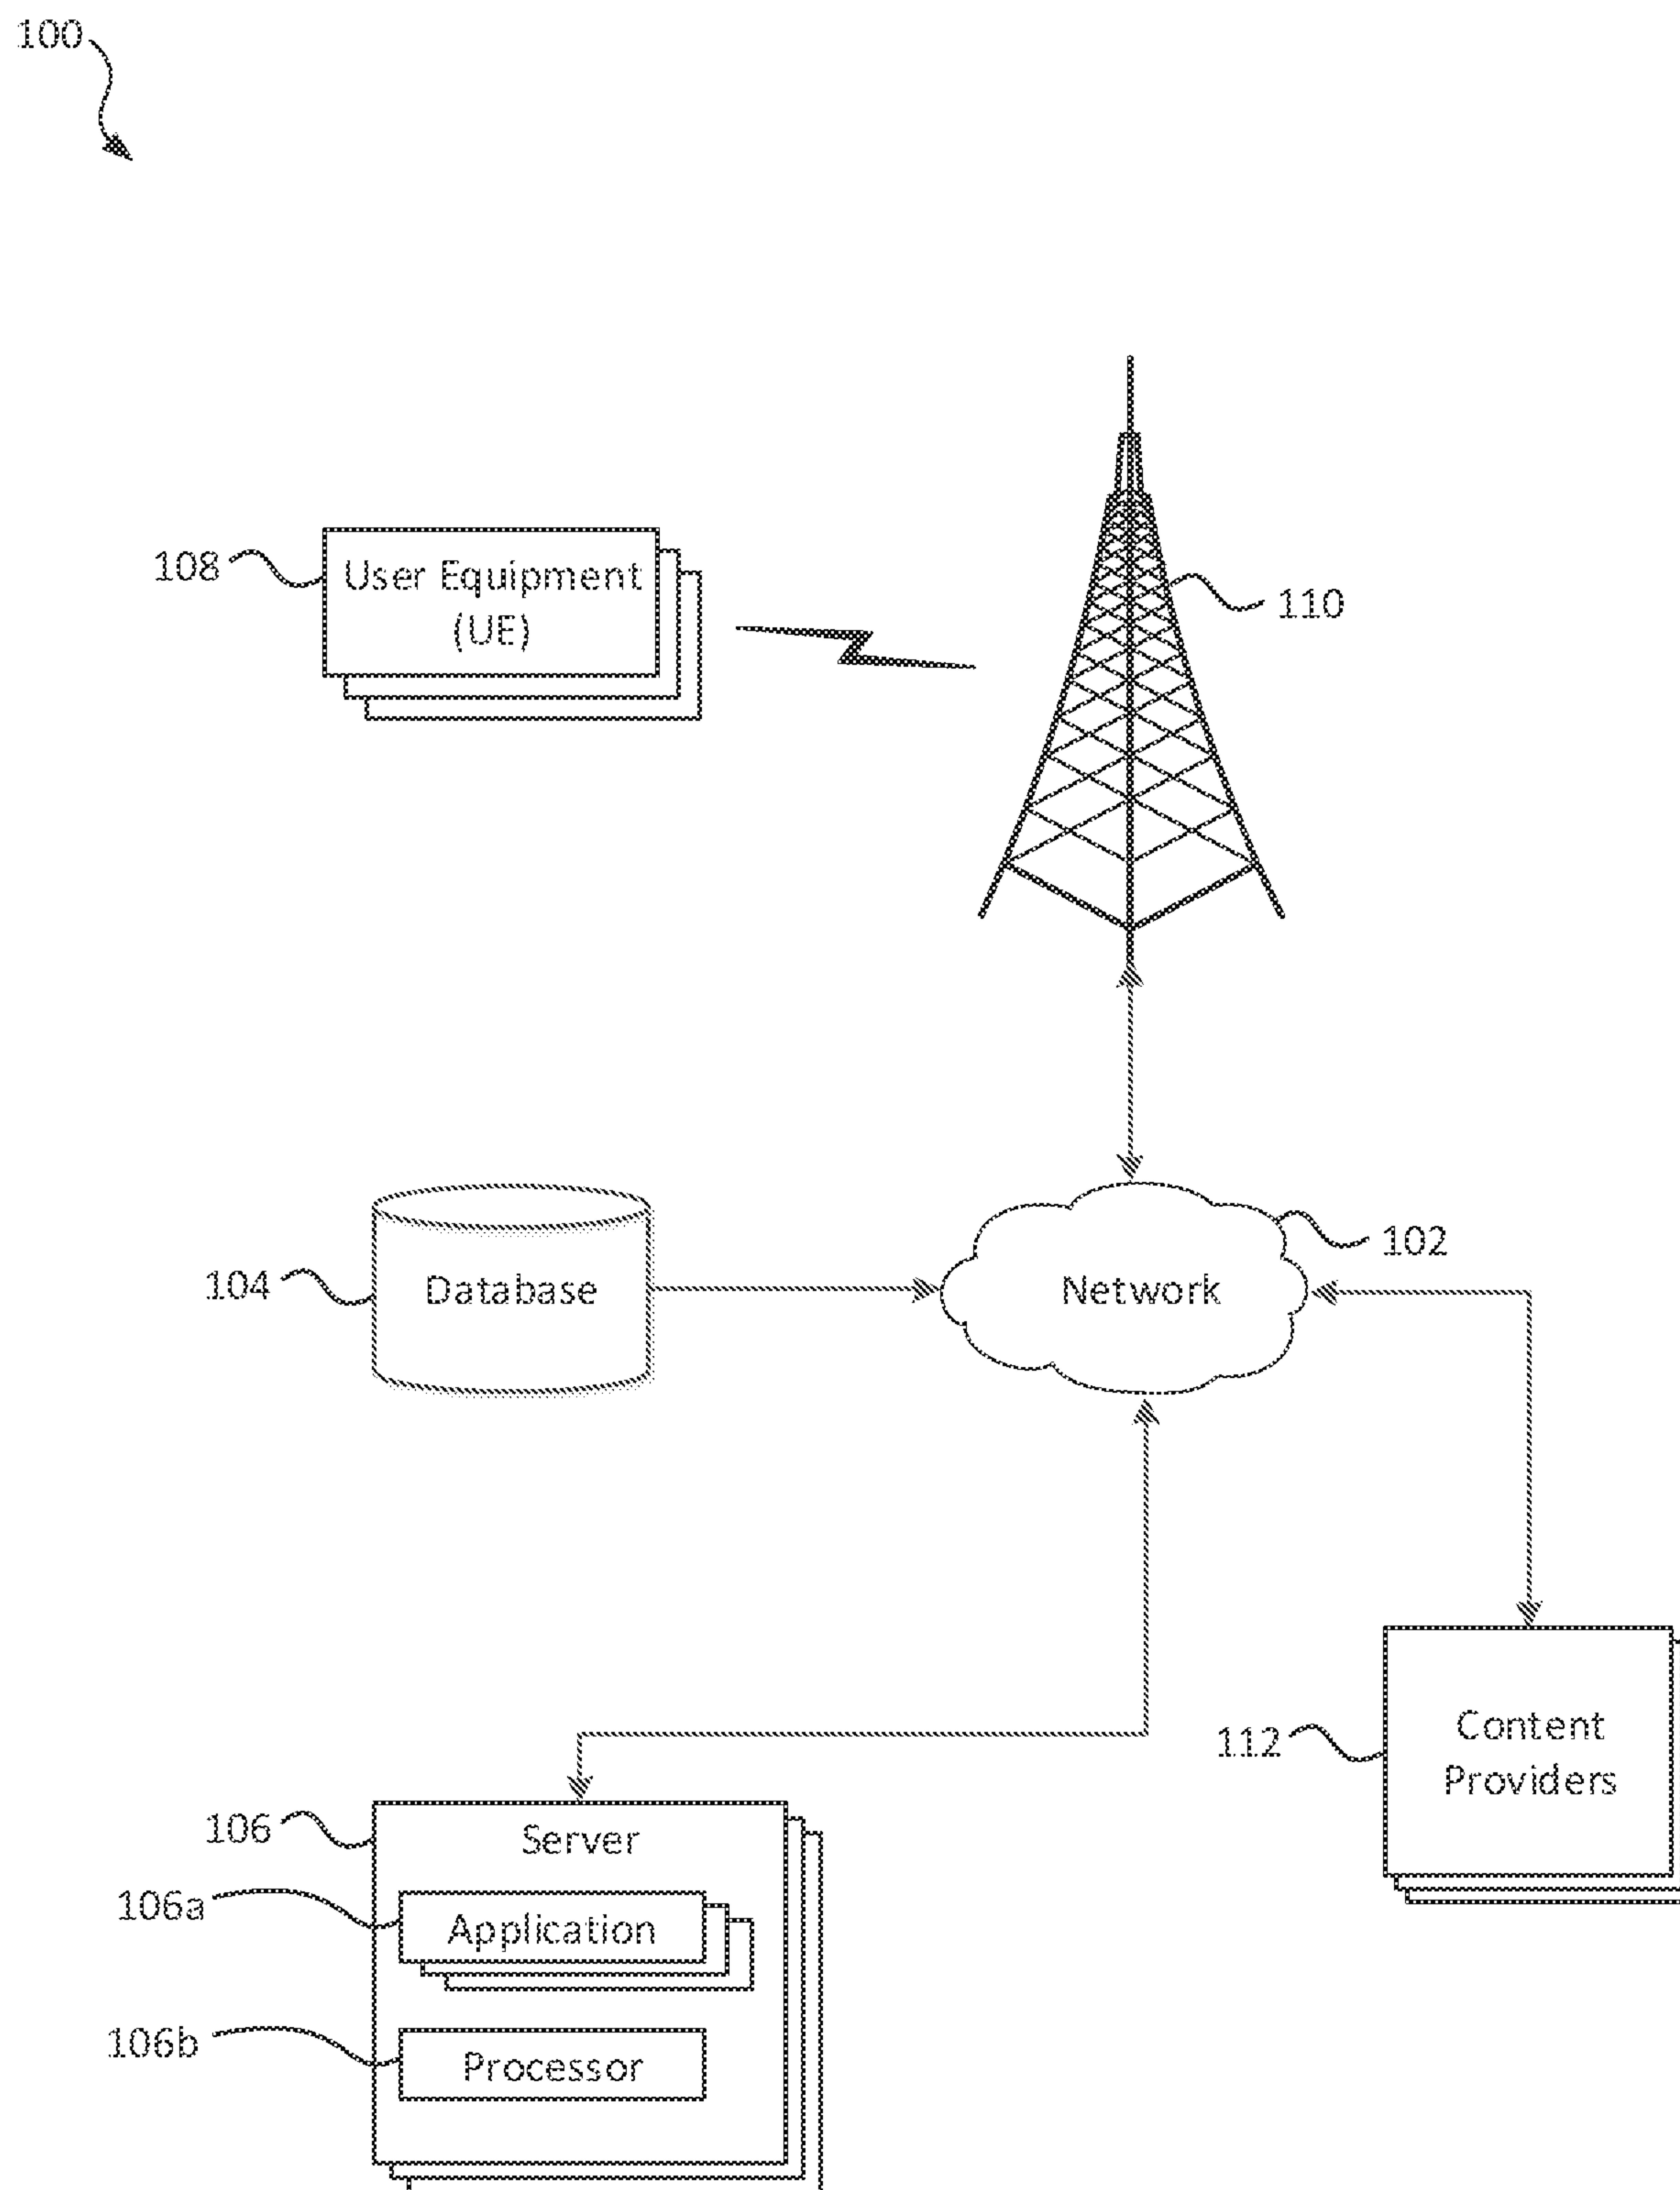 100
108
User Equipment
(UE)
110
102
104
Database
Network
112
Content
Providers
106
Server
106a
Application
106b
Processor